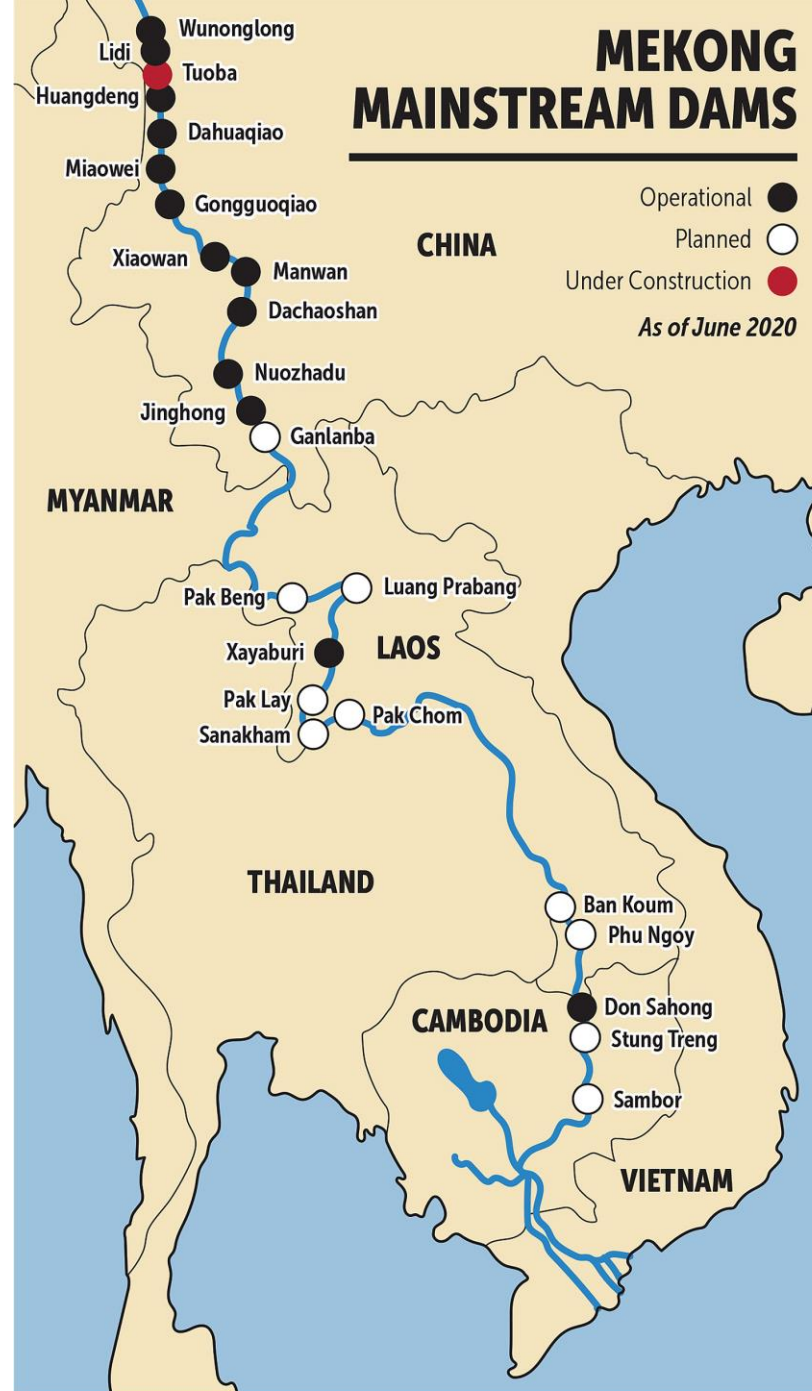 MEKONG
MAINSTREAM DAMS
Operational
Planned
Under Construction
As of June 2020
Wunonglong
Lidi
Tuoba
Huangdeng
Dahuaqiao
Miaowei
Gongguoqiao
CHINA
Xiaowan
Manwan
Dachaoshan
Nuozhadu
Jinghong
Ganlanba
MYANMAR
Pak Beng
Luang Prabang
Xayaburi
LAOS
Pak Lay
Pak Chom
Sanakham
THAILAND
Ban Koum
Phu Ngoy
Don Sahong
CAMBODIA
Stung Treng
Sambor
VIETNAM